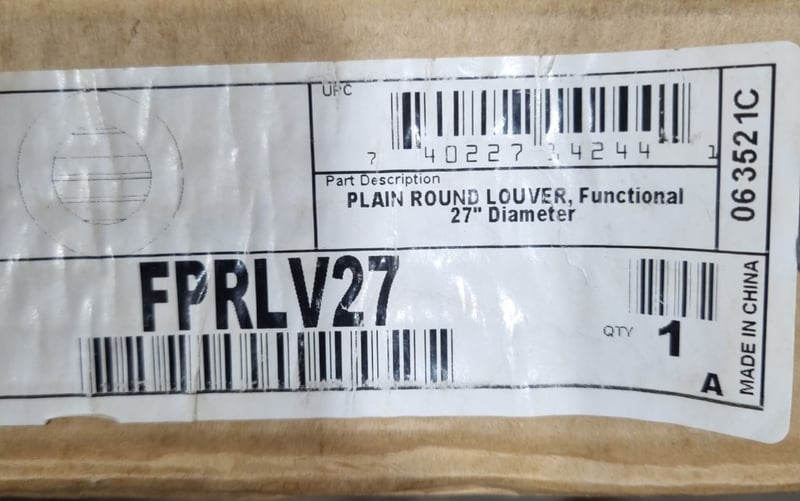 UPC
7 40227 14244 1
Part Description
PLAIN ROUND LOUVER, Functional
27" Diameter
063521C
FPRLV27
QTY 1
A
MADE IN CHINA